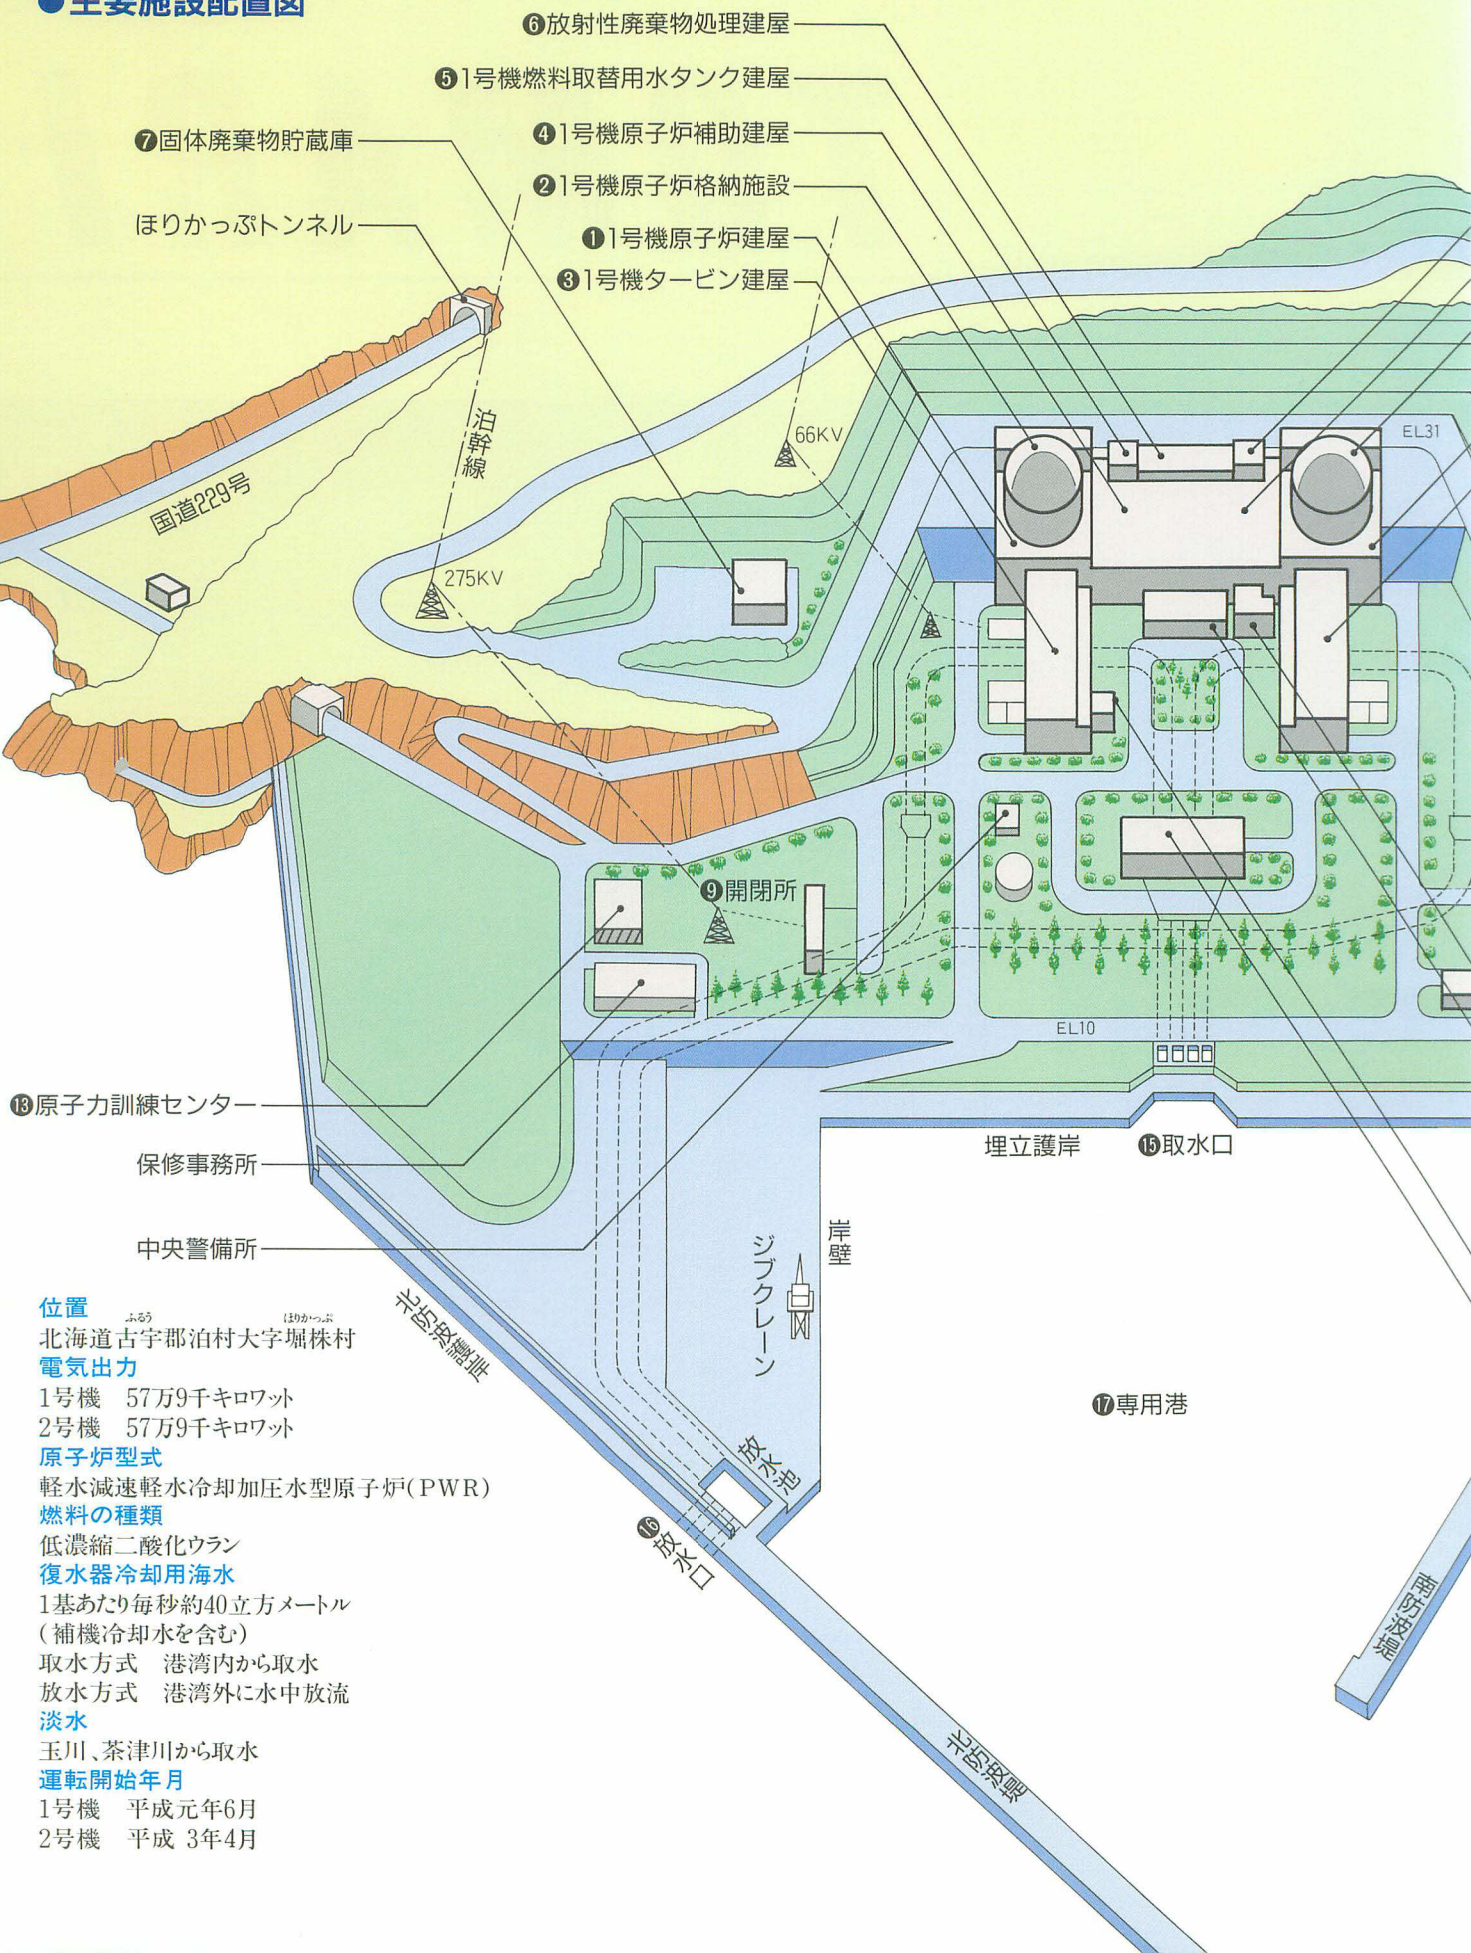 ●主要施設配置図
❻放射性廃棄物処理建屋
❺1号機燃料取替用水タンク建屋
❹1号機原子炉補助建屋
❷1号機原子炉格納施設
❶1号機原子炉建屋
❸1号機タービン建屋
❼固体廃棄物貯蔵庫
ほりかっぷトンネル
泊幹線
国道229号
66KV
275KV
EL31
❾開閉所
EL10
⓭原子力訓練センター
保修事務所
中央警備所
埋立護岸
⓯取水口
岸壁
ジブクレーン
北防波護岸
⓱専用港
放水池
⓰放水口
南防波堤
北防波堤
位置
ふるう ほりかっぷ
北海道古宇郡泊村大字堀株村
電気出力
1号機 57万9千キロワット
2号機 57万9千キロワット
原子炉型式
軽水減速軽水冷却加圧水型原子炉(PWR)
燃料の種類
低濃縮二酸化ウラン
復水器冷却用海水
1基あたり毎秒約40立方メートル
(補機冷却水を含む)
取水方式 港湾内から取水
放水方式 港湾外に水中放流
淡水
玉川、茶津川から取水
運転開始年月
1号機 平成元年6月
2号機 平成 3年4月